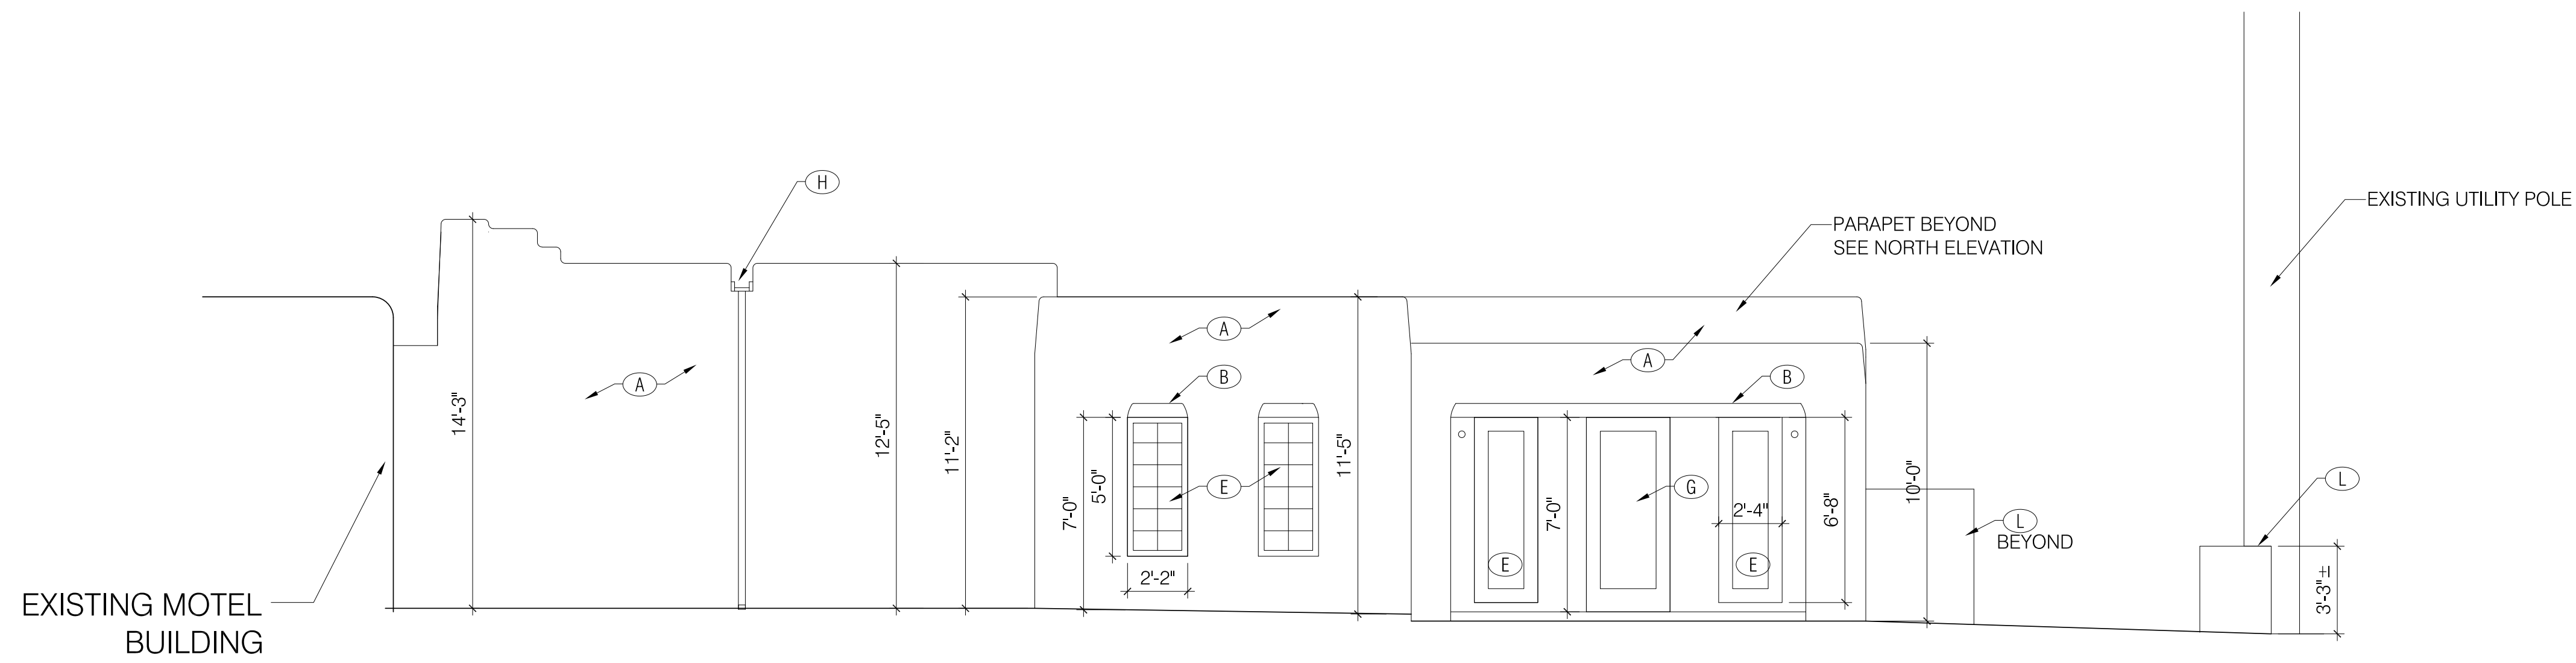 H
EXISTING UTILITY POLE
PARAPET BEYOND
SEE NORTH ELEVATION
A
A
A
B
B
14'-3"
12'-5"
11'-2"
11'-5"
7'-0"
5'-0"
E
2'-2"
7'-0"
G
2'-4"
6'-8"
10'-0"
E
E
L
BEYOND
L
3'-3"±
EXISTING MOTEL
BUILDING